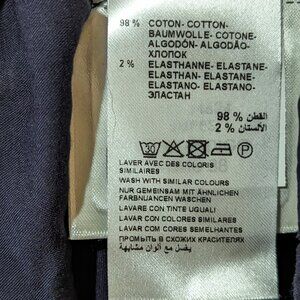 98 % COTON - COTTON-
BAUMWOLLE - COTONE-
ALGODÓN - ALGODÃO-
ХЛОПОК
2 % ELASTHANNE - ELASTANE-
ELASTHAN - ELASTANE-
ELASTANO - ELASTANO-
ЭЛАСТАН
98 % القطن
2 % الألستان
30
P
LAVER AVEC DES COLORIS
SIMILAIRES
WASH WITH SIMILAR COLOURS
NUR GEMEINSAM MIT ÄHNLICHEN
FARBNUANCEN WASCHEN
LAVARE CON TINTE UGUALI
LAVAR CON COLORES SIMILARES
LAVAR COM CORES SEMELHANTES
ПРОМЫТЬ В СХОЖИХ КРАСИТЕЛЯХ
يغسل مع ألوان مشابهة